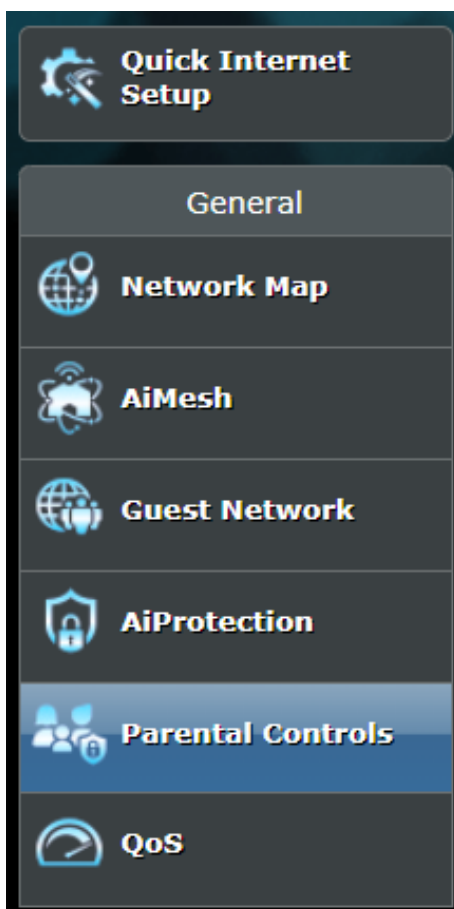 Quick Internet
Setup
General
Network Map
AiMesh
Guest Network
AiProtection
Parental Controls
QoS